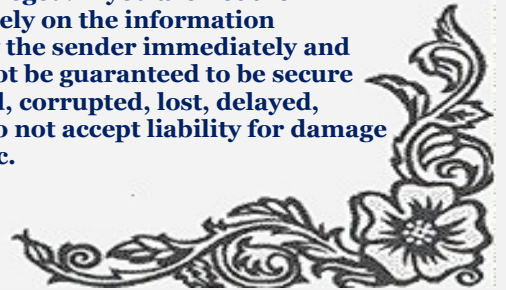 ely on the information
the sender immediately and
ot be guaranteed to be secure
, corrupted, lost, delayed,
o not accept liability for damage
c.